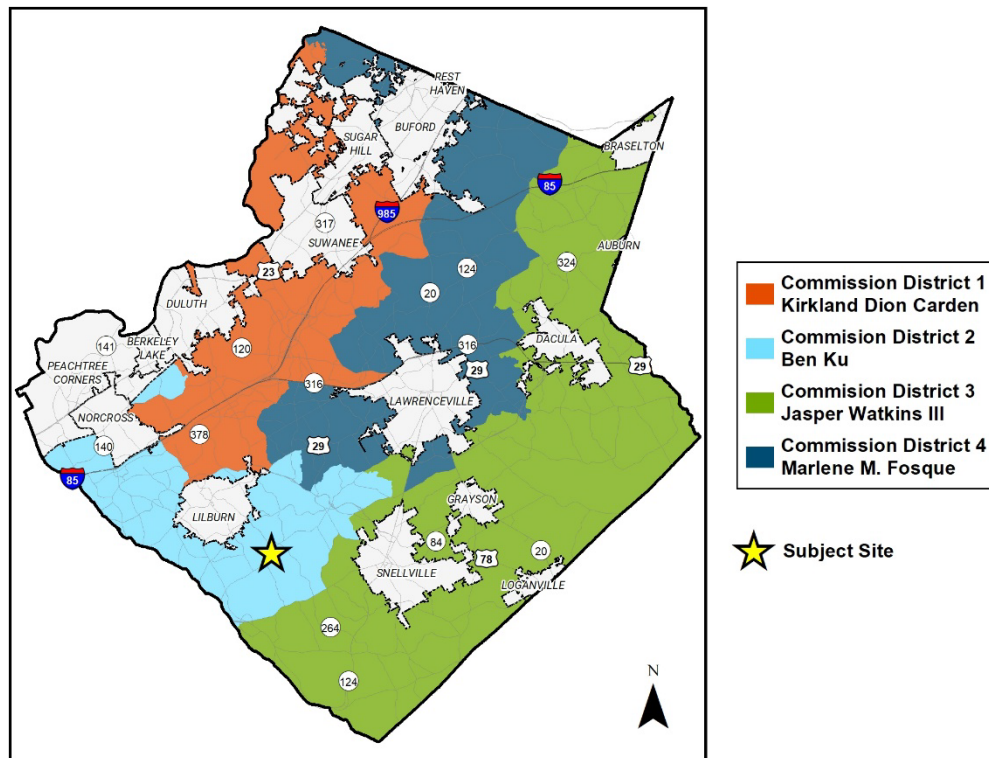 REST
HAVEN
BUFORD
SUGAR
HILL
BRASELTON
85
985
317
SUWANEE
AUBURN
23
124
324
20
DULUTH
141
BERKELEY
LAKE
120
316
DACULA
PEACHTREE
CORNERS
316
29
29
LAWRENCEVILLE
NORCROSS
378
29
140
85
LILBURN
GRAYSON
84
78
20
SNELLVILLE
LOGANVILLE
264
124
N
Commission District 1
Kirkland Dion Carden
Commision District 2
Ben Ku
Commision District 3
Jasper Watkins III
Commission District 4
Marlene M. Fosque
Subject Site